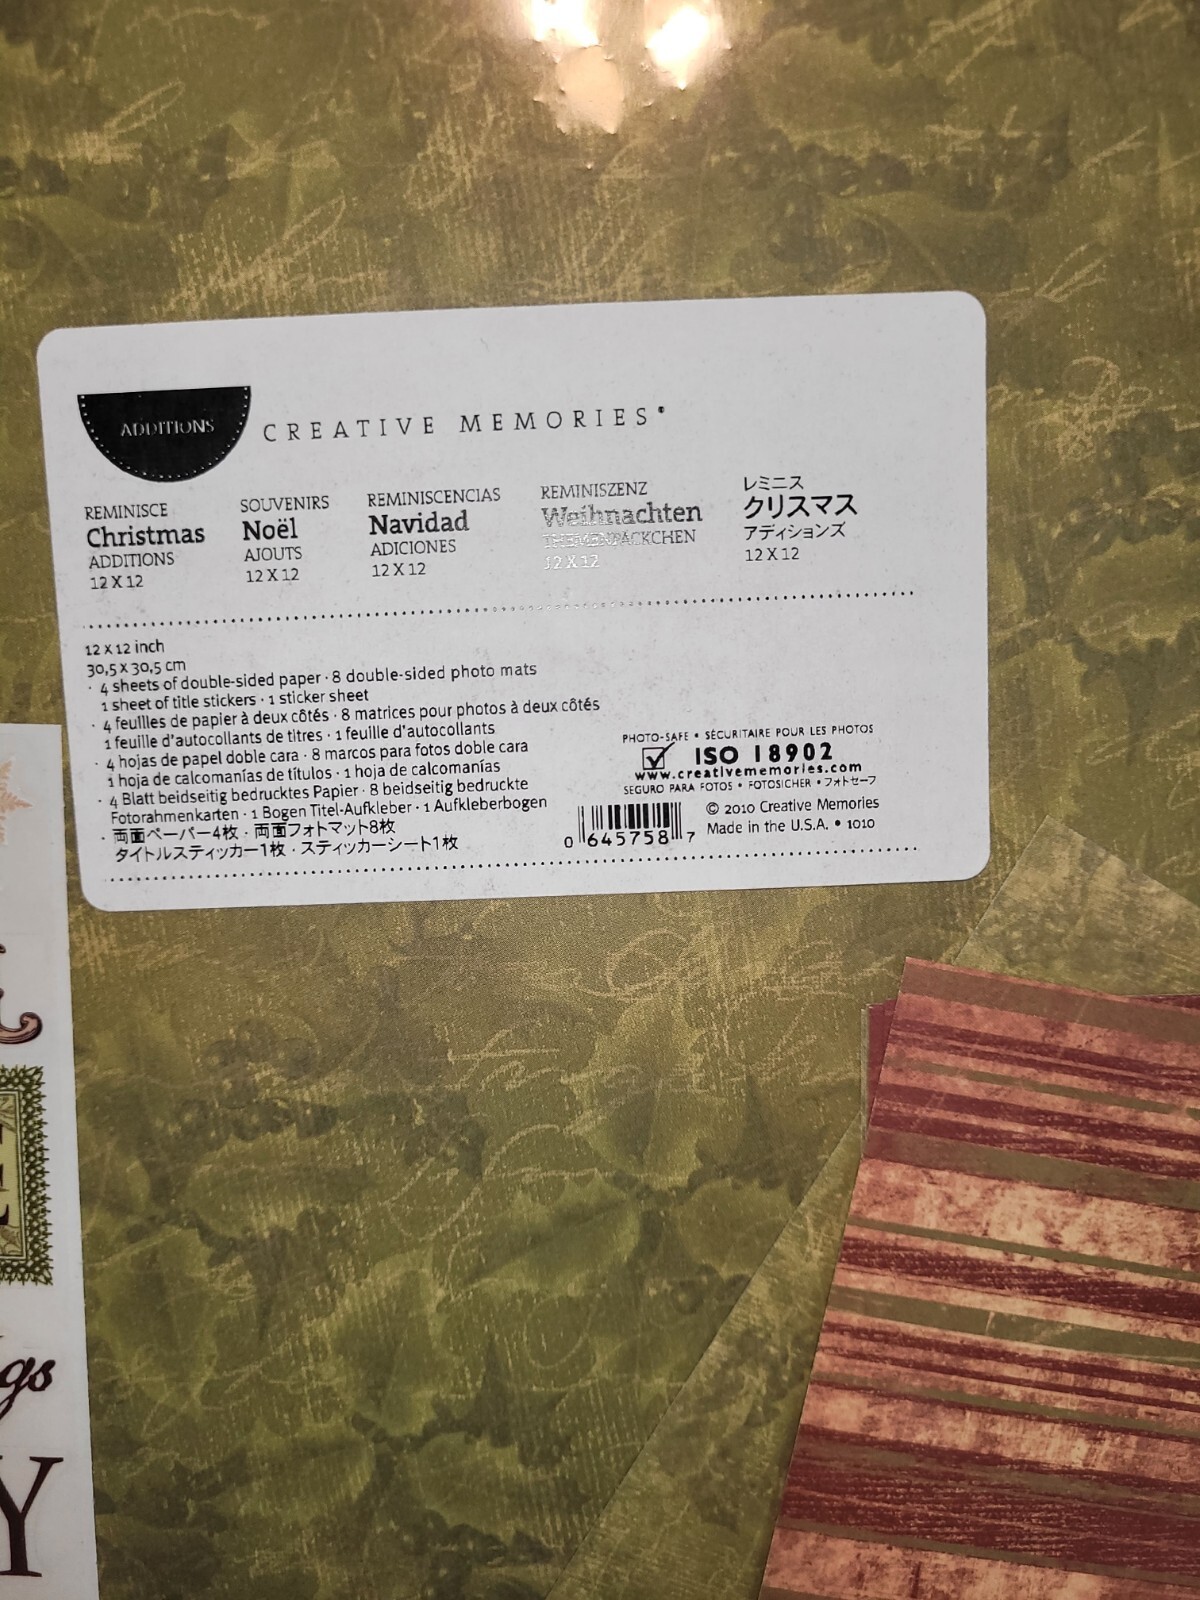 ADDITIONS
CREATIVE MEMORIES
REMINISCE
Christmas
ADDITIONS
12 X 12
SOUVENIRS
Noël
AJOUTS
12 X 12
REMINISCENCIAS
Navidad
ADICIONES
12 X 12
REMINISZENZ
Weihnachten
THEMENPÄCKCHEN
12 X 12
レミニス
クリスマス
アディションズ
12 X 12
12 X 12 inch
30,5 x 30,5 cm
· 4 sheets of double-sided paper · 8 double-sided photo mats
1 sheet of title stickers · 1 sticker sheet
· 4 feuilles de papier à deux côtés · 8 matrices pour photos à deux côtés
1 feuille d'autocollants de titres · 1 feuille d'autocollants
· 4 hojas de papel doble cara · 8 marcos para fotos doble cara
1 hoja de calcomanías de títulos · 1 hoja de calcomanías
· 4 Blatt beidseitig bedrucktes Papier · 8 beidseitig bedruckte
Fotorahmenkarten · 1 Bogen Titel-Aufkleber · 1 Aufkleberbogen
· 両面ペーパー4枚 · 両面フォトマット8枚
タイトルスティッカー1枚 · スティッカーシート1枚
PHOTO-SAFE • SÉCURITAIRE POUR LES PHOTOS
ISO 18902
www.creativememories.com
SEGURO PARA FOTOS • FOTOSICHER • フォトセーフ
0 645758 7
© 2010 Creative Memories
Made in the U.S.A. • 1010
E
E
gs
Y